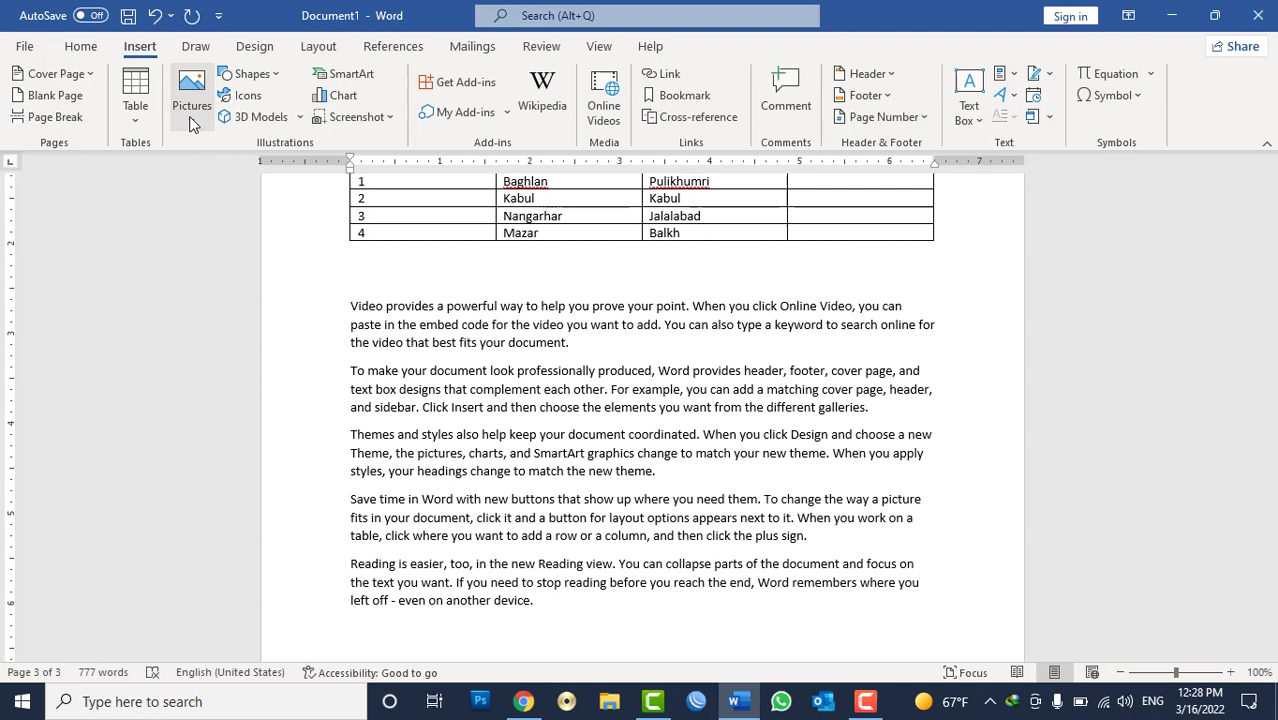 AutoSave Off Document1 - Word Search (Alt+Q) Sign in
File Home Insert Draw Design Layout References Mailings Review View Help Share
Cover Page
Blank Page
Page Break
Pages
Table
Tables
Pictures
Shapes
Icons
3D Models
SmartArt
Chart
Screenshot
Illustrations
Get Add-ins
My Add-ins
Wikipedia
Add-ins
Online
Videos
Media
Link
Bookmark
Cross-reference
Links
Comment
Comments
Header
Footer
Page Number
Header & Footer
Text
Box
Text
Equation
Symbol
Symbols
1 1 2 3 4 5 6 7
2
3
4
5
6
1 Baghlan Pulikhumri
2 Kabul Kabul
3 Nangarhar Jalalabad
4 Mazar Balkh
Video provides a powerful way to help you prove your point. When you click Online Video, you can
paste in the embed code for the video you want to add. You can also type a keyword to search online for
the video that best fits your document.
To make your document look professionally produced, Word provides header, footer, cover page, and
text box designs that complement each other. For example, you can add a matching cover page, header,
and sidebar. Click Insert and then choose the elements you want from the different galleries.
Themes and styles also help keep your document coordinated. When you click Design and choose a new
Theme, the pictures, charts, and SmartArt graphics change to match your new theme. When you apply
styles, your headings change to match the new theme.
Save time in Word with new buttons that show up where you need them. To change the way a picture
fits in your document, click it and a button for layout options appears next to it. When you work on a
table, click where you want to add a row or a column, and then click the plus sign.
Reading is easier, too, in the new Reading view. You can collapse parts of the document and focus on
the text you want. If you need to stop reading before you reach the end, Word remembers where you
left off - even on another device.
Page 3 of 3 777 words English (United States) Accessibility: Good to go Focus 100%
Type here to search 67°F ENG 12:28 PM
3/16/2022